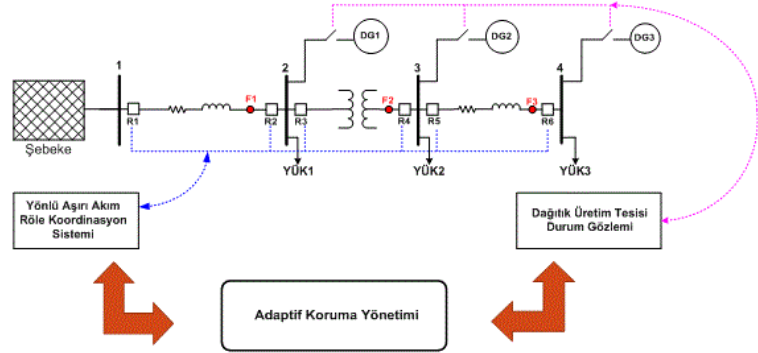 DG1
DG2
DG3
1
2
3
4
F1
F2
F3
R1
R2
R3
R4
R5
R6
Şebeke
YÜK1
YÜK2
YÜK3
Yönlü Aşırı Akım
Röle Koordinasyon
Sistemi
Dağıtık Üretim Tesisi
Durum Gözlemi
Adaptif Koruma Yönetimi